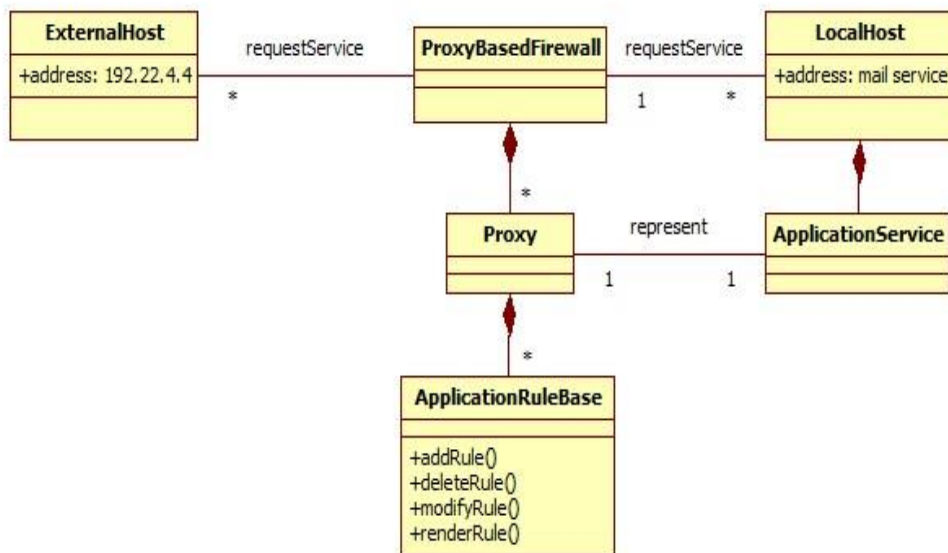 ExternalHost
+address: 192.22.4.4
requestService
*
ProxyBasedFirewall
requestService
1
*
LocalHost
+address: mail service
*
Proxy
represent
1
1
ApplicationService
*
ApplicationRuleBase
+addRule()
+deleteRule()
+modifyRule()
+renderRule()